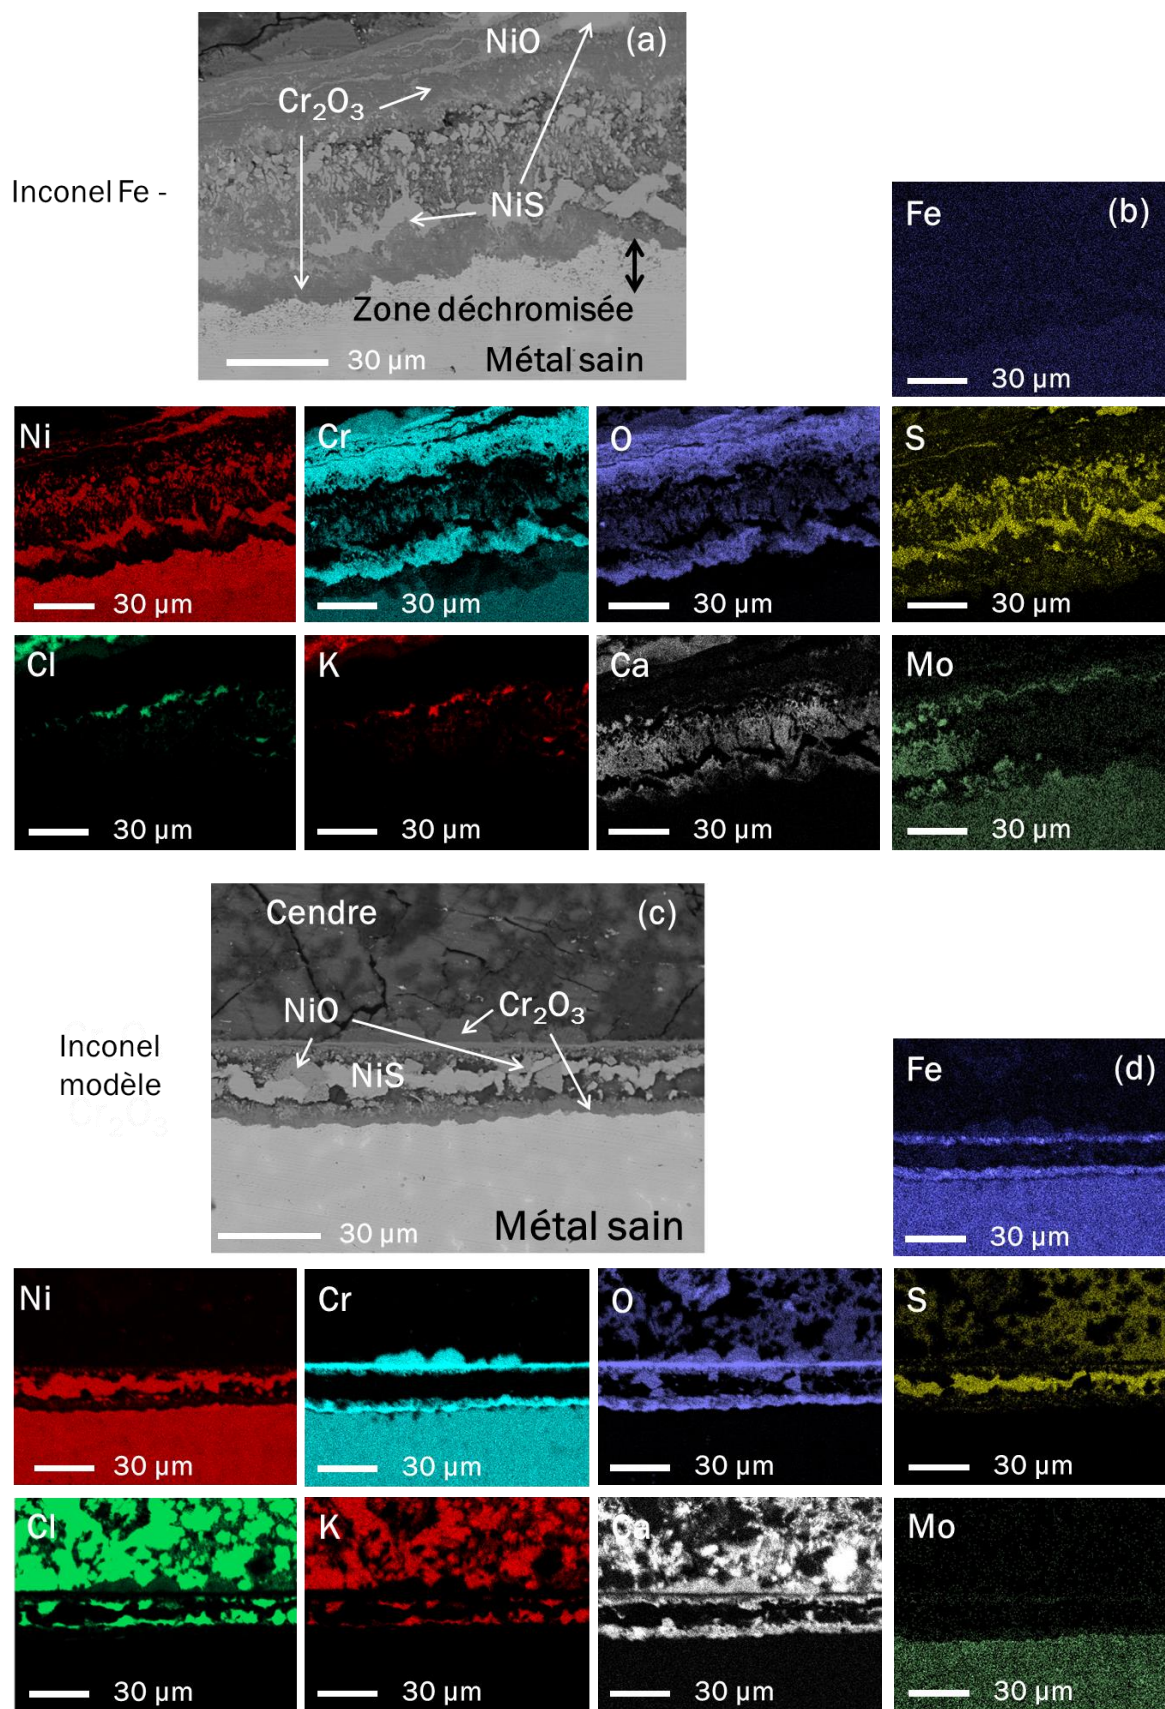 NiO (a)
Cr2O3
Inconel Fe -
NiS
Zone déchromisée
30 µm Métal sain
Fe (b)
30 µm
Ni Cr O S
30 µm 30 µm 30 µm 30 µm
Cl K Ca Mo
30 µm 30 µm 30 µm 30 µm
Cendre (c)
NiO Cr2O3
NiS
Inconel
modèle
Cr2O3
30 µm Métal sain
Fe (d)
30 µm
Ni Cr O S
30 µm 30 µm 30 µm 30 µm
Cl K Ca Mo
30 µm 30 µm 30 µm 30 µm